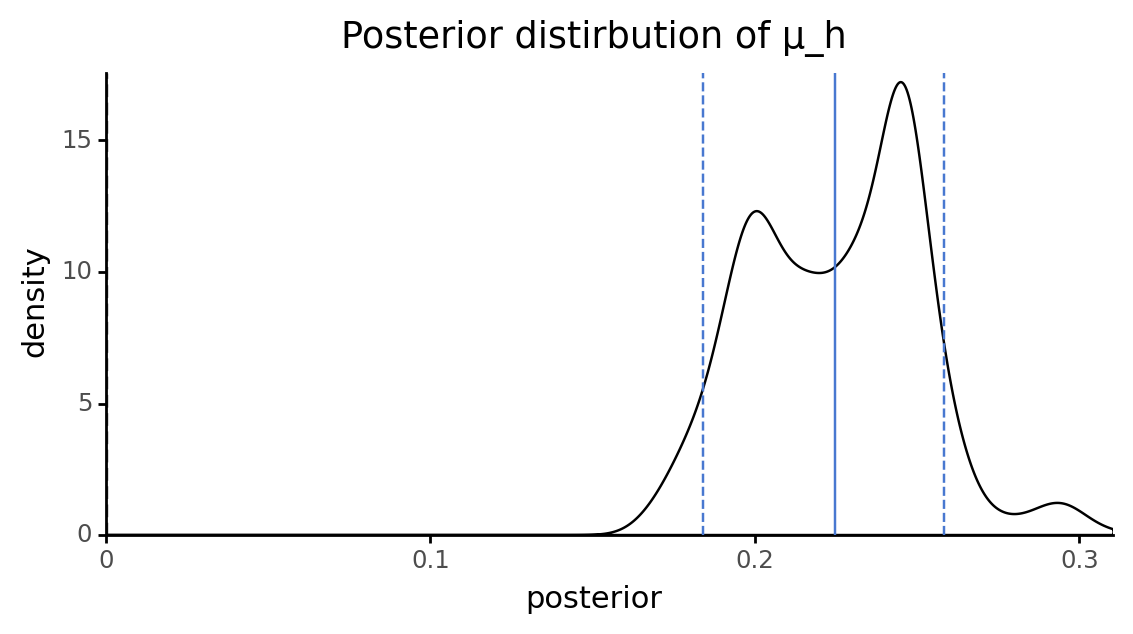 Posterior distirbution of μ_h
density
15
10
5
0
0 0.1 0.2 0.3
posterior